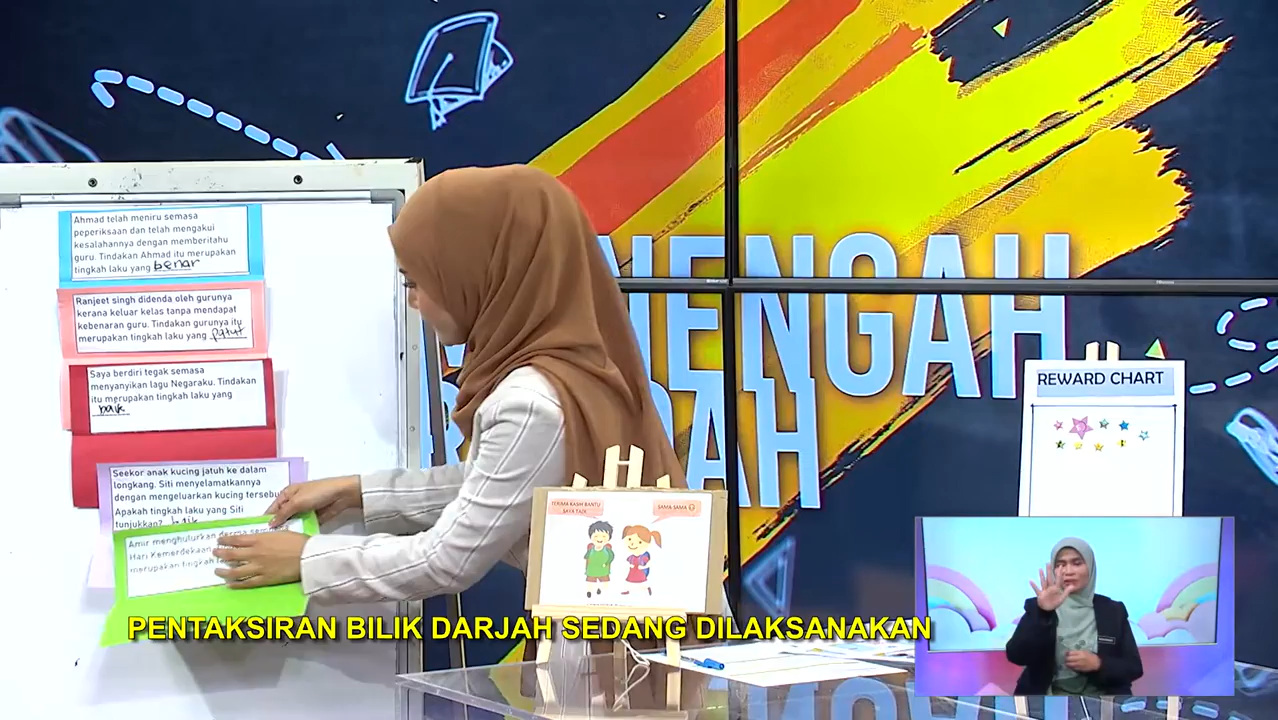 Ahmad telah meniru semasa
peperiksaan dan telah mengakui
kesalahannya dengan memberitahu
guru. Tindakan Ahmad itu merupakan
tingkah laku yang benar
Ranjeet singh didenda oleh gurunya
kerana keluar kelas tanpa mendapat
kebenaran guru. Tindakan gurunya itu
merupakan tingkah laku yang patut
Saya berdiri tegak semasa
menyanyikan lagu Negaraku. Tindakan
itu merupakan tingkah laku yang
baik
Seekor anak kucing jatuh ke dalam
longkang. Siti menyelamatkannya
dengan mengeluarkan kucing tersebu
Apakah tingkah laku yang Siti
tunjukkan? baik
Amir menghulurkan
Hari Kemerdekaan
merupakan tingkah
NENGAH
DAH
REWARD CHART
TERIMA KASIH BANTU
SAYA TADI
SAMA-SAMA
PENTAKSIRAN BILIK DARJAH SEDANG DILAKSANAKAN